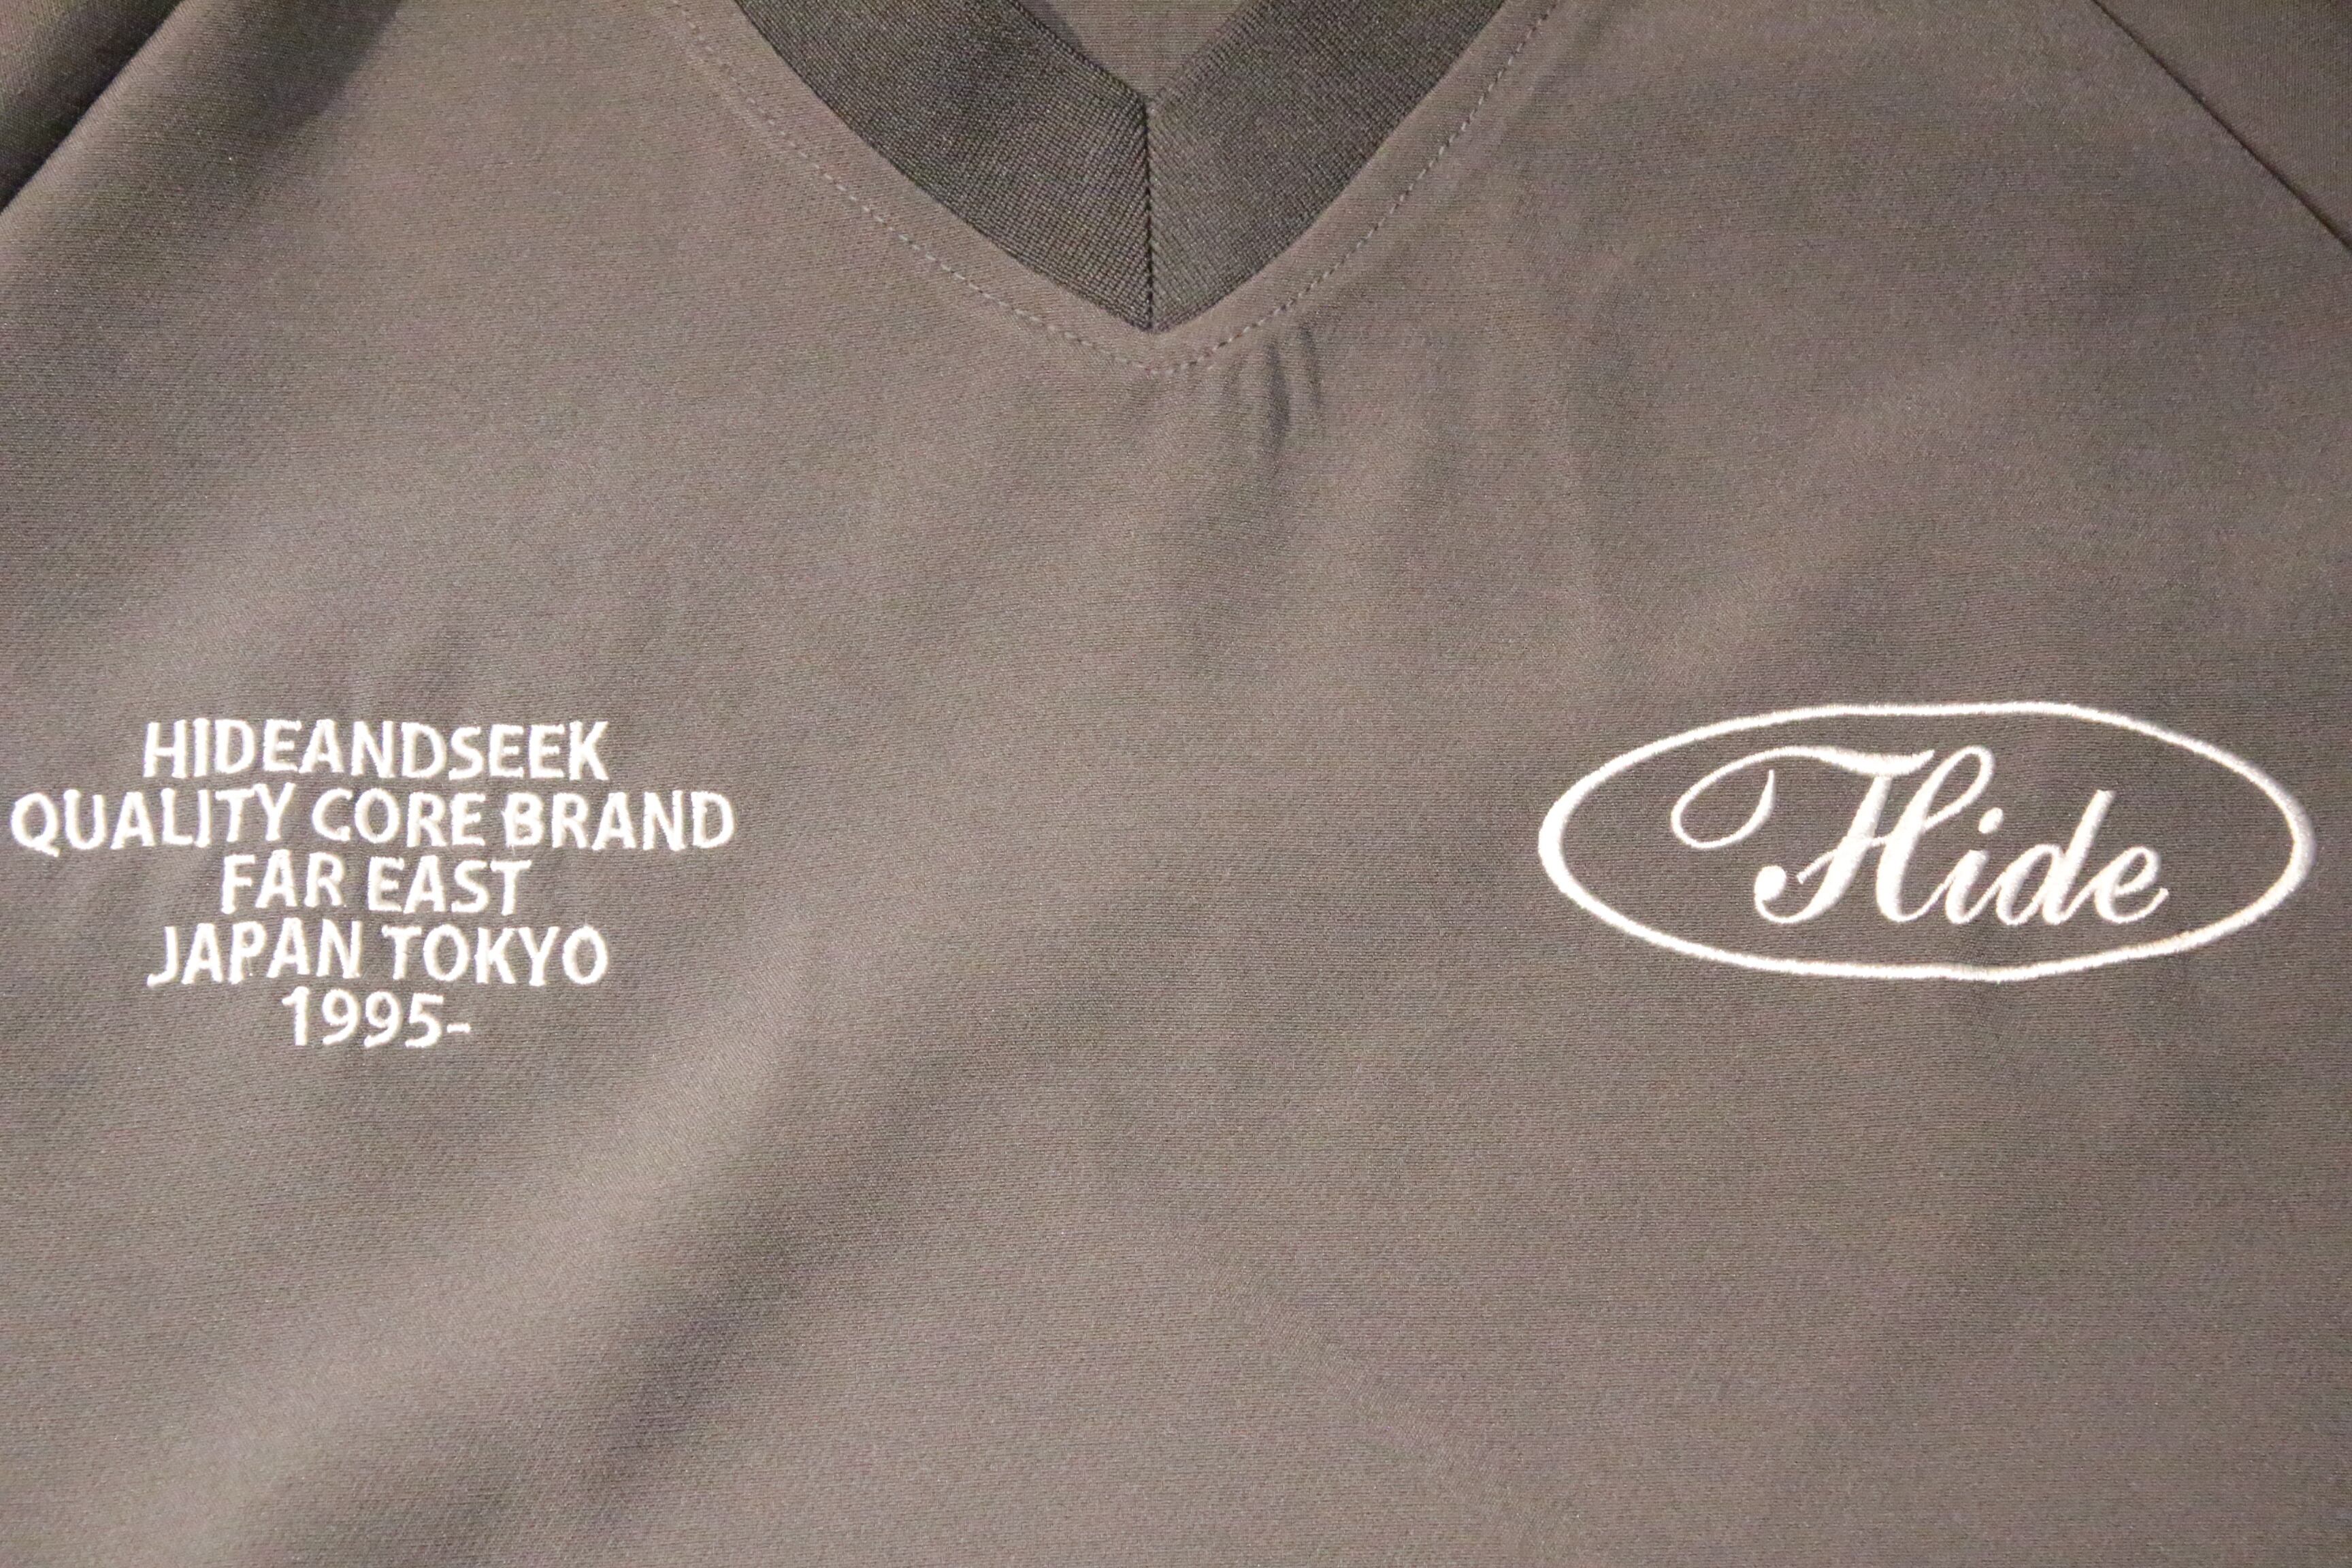 HIDEANDSEEK
QUALITY CORE BRAND
FAR EAST
JAPAN TOKYO
1995-
Hide